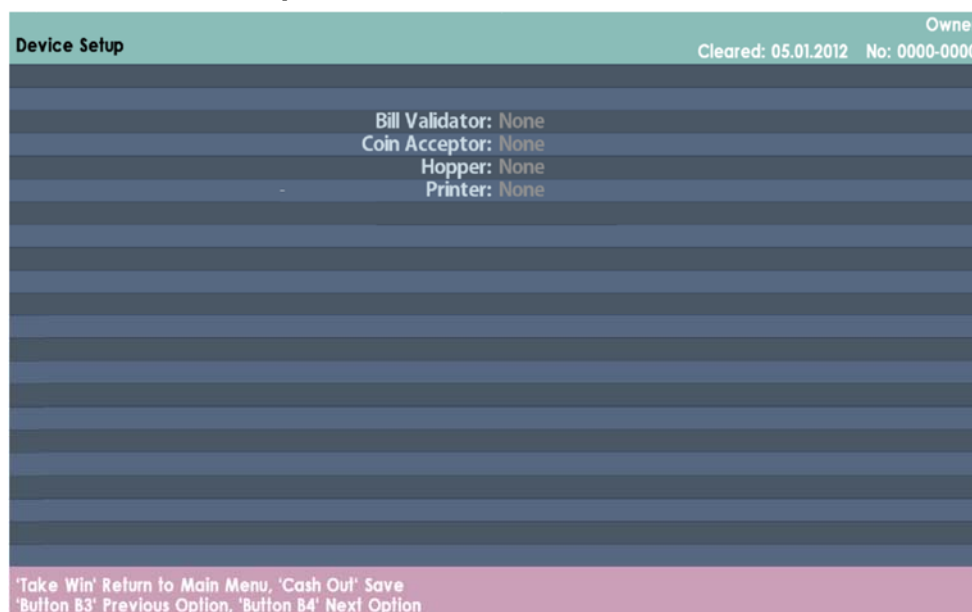 Owne
Device Setup
Cleared: 05.01.2012 No: 0000-0000
Bill Validator: None
Coin Acceptor: None
Hopper: None
- Printer: None
'Take Win' Return to Main Menu, 'Cash Out' Save
'Button B3' Previous Option, 'Button B4' Next Option